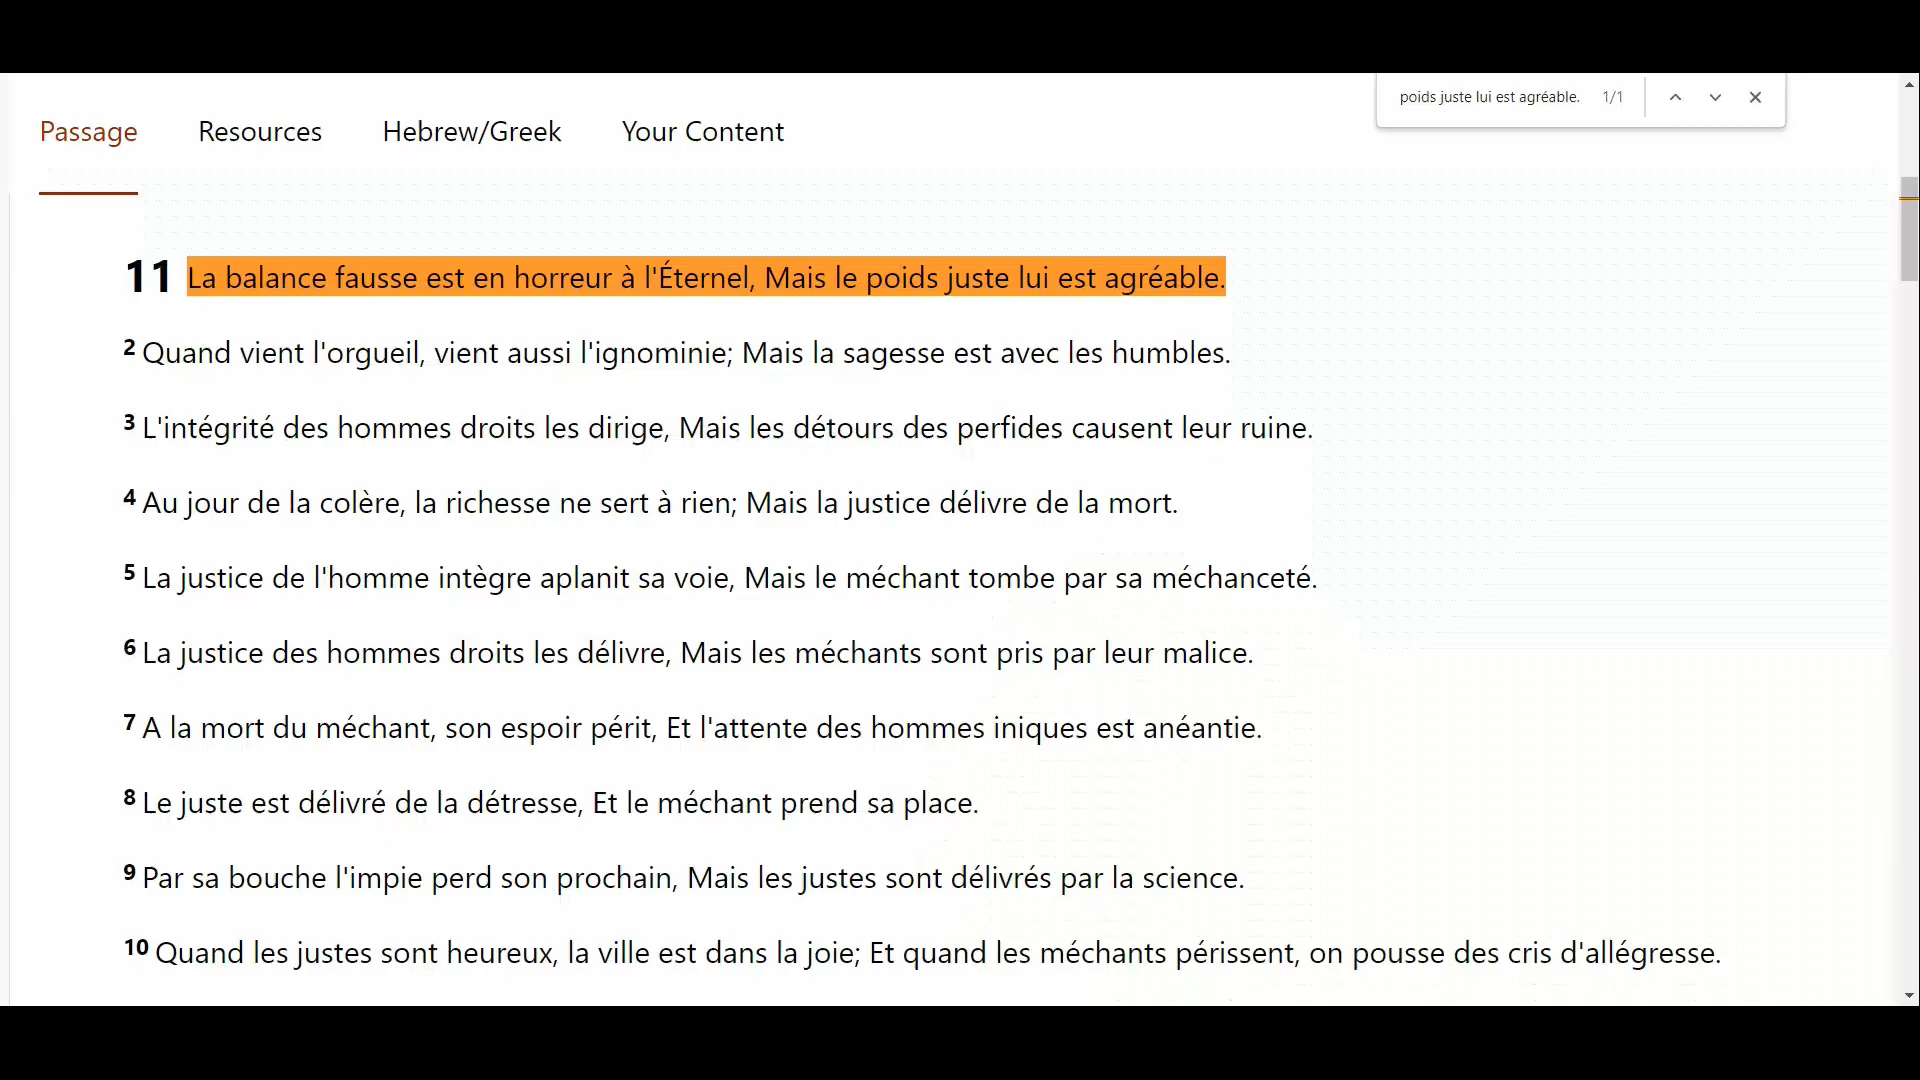 poids juste lui est agréable. 1/1
Passage Resources Hebrew/Greek Your Content
11 La balance fausse est en horreur à l'Éternel, Mais le poids juste lui est agréable.
2 Quand vient l'orgueil, vient aussi l'ignominie; Mais la sagesse est avec les humbles.
3 L'intégrité des hommes droits les dirige, Mais les détours des perfides causent leur ruine.
4 Au jour de la colère, la richesse ne sert à rien; Mais la justice délivre de la mort.
5 La justice de l'homme intègre aplanit sa voie, Mais le méchant tombe par sa méchanceté.
6 La justice des hommes droits les délivre, Mais les méchants sont pris par leur malice.
7 A la mort du méchant, son espoir périt, Et l'attente des hommes iniques est anéantie.
8 Le juste est délivré de la détresse, Et le méchant prend sa place.
9 Par sa bouche l'impie perd son prochain, Mais les justes sont délivrés par la science.
10 Quand les justes sont heureux, la ville est dans la joie; Et quand les méchants périssent, on pousse des cris d'allégresse.